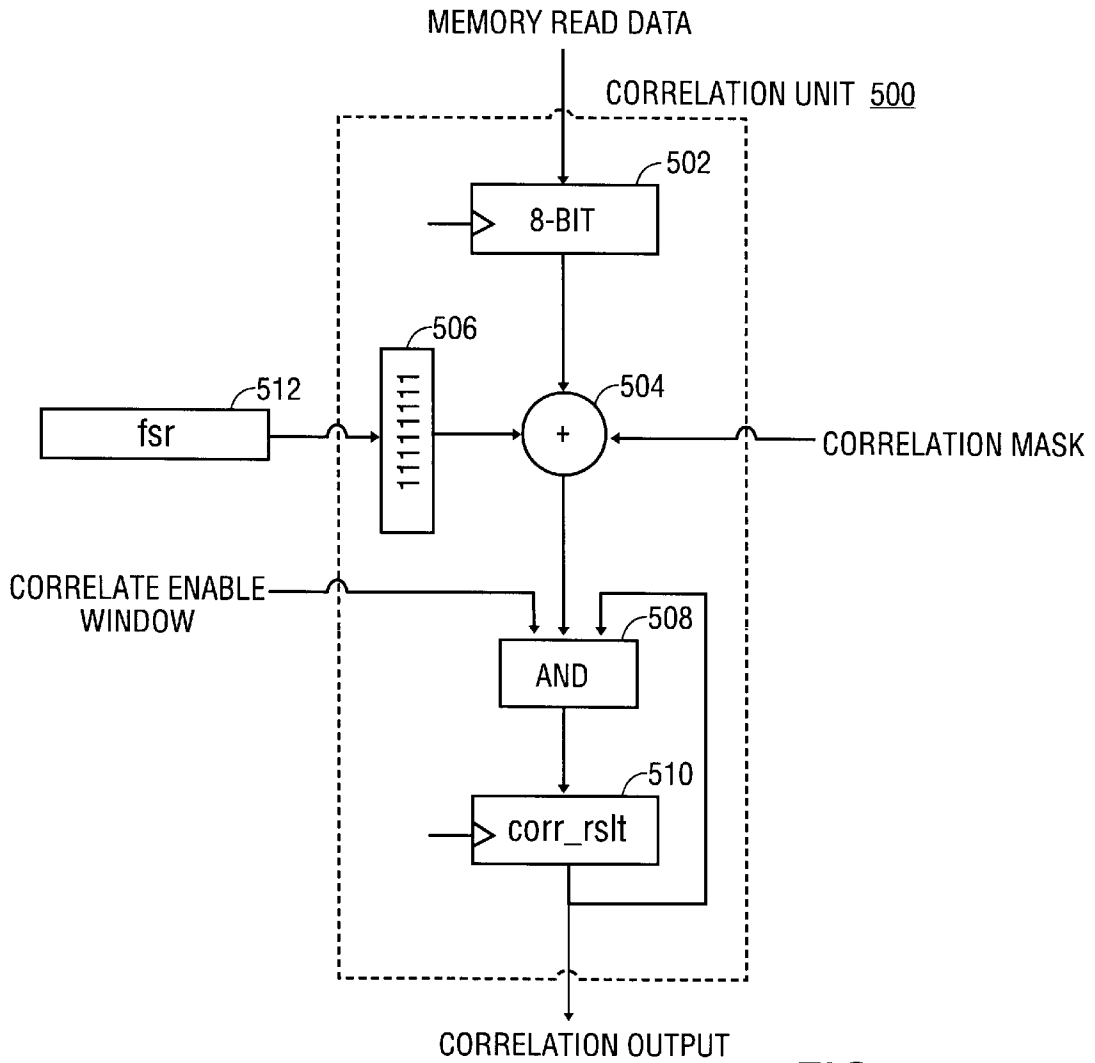 MEMORY READ DATA
CORRELATION UNIT 500
502
8-BIT
506
11111111
504
+
512
fsr
CORRELATION MASK
CORRELATE ENABLE
WINDOW
508
AND
510
corr_rslt
CORRELATION OUTPUT